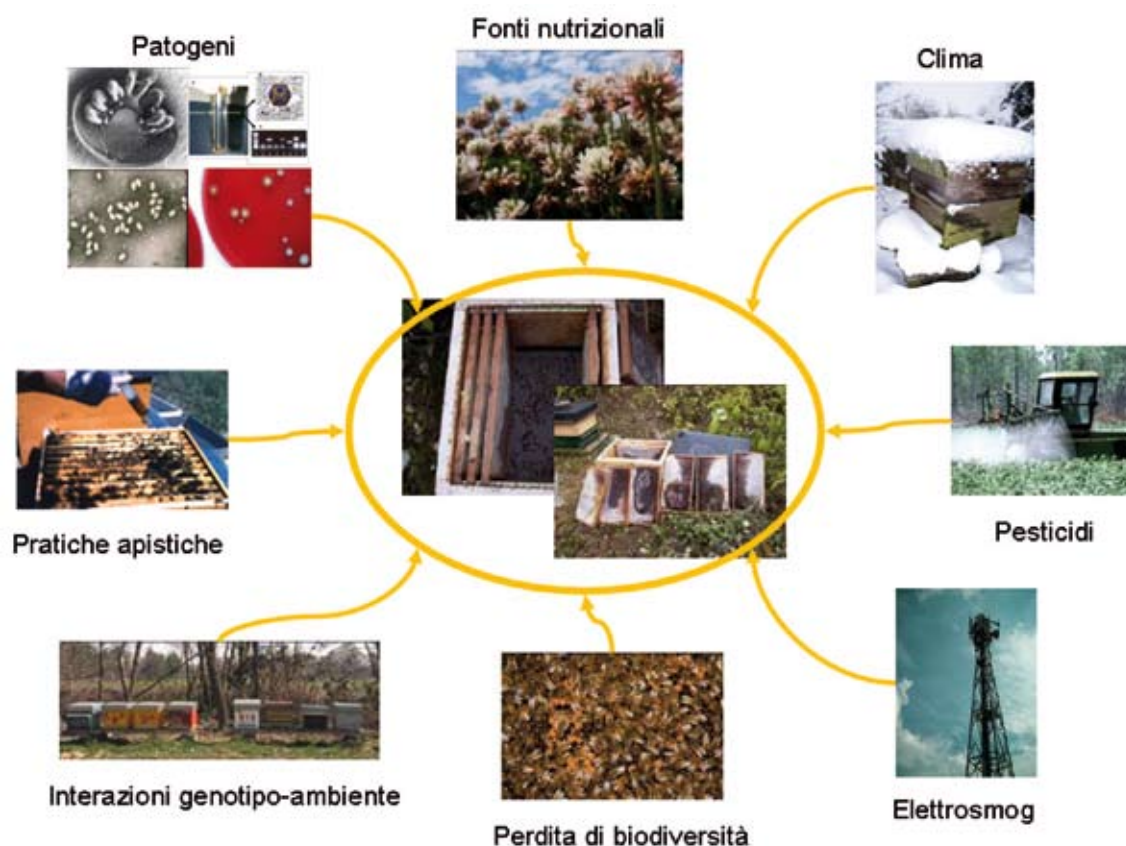 Fonti nutrizionali
Patogeni
Clima
Pratiche apistiche
Pesticidi
Interazioni genotipo-ambiente
Perdita di biodiversità
Elettrosmog